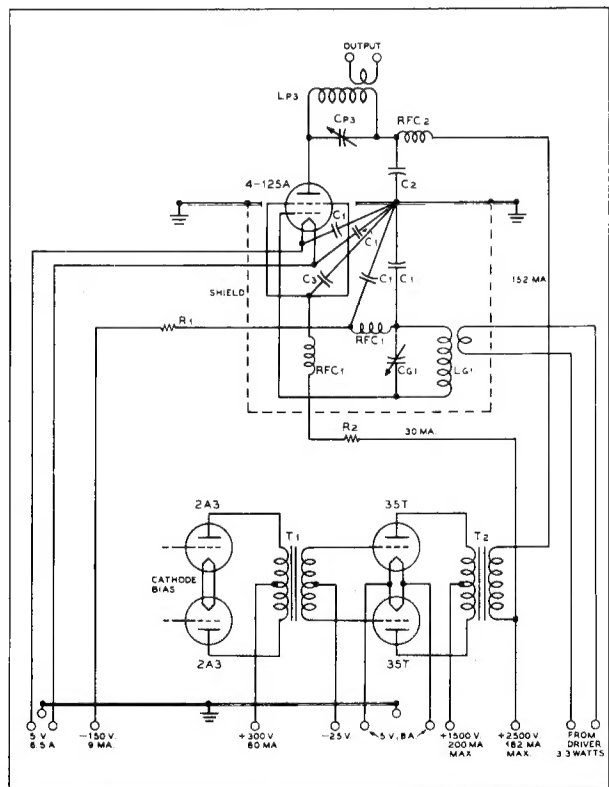 OUTPUT
LP3
CP3
RFC2
4-125A
C2
C1
C1
C3
C1
C1
152 MA
SHIELD
R1
RFC1
RFC1
CG1
LG1
R2
30 MA.
2A3
35T
T1
T2
CATHODE
BIAS
2A3
35T
5 V
6.5 A
-150 V.
9 MA.
+300 V.
80 MA
-25 V.
5 V, 8A
+1500 V.
200 MA
MAX
+2500 V.
182 MA
MAX.
FROM
DRIVER
3.3 WATTS